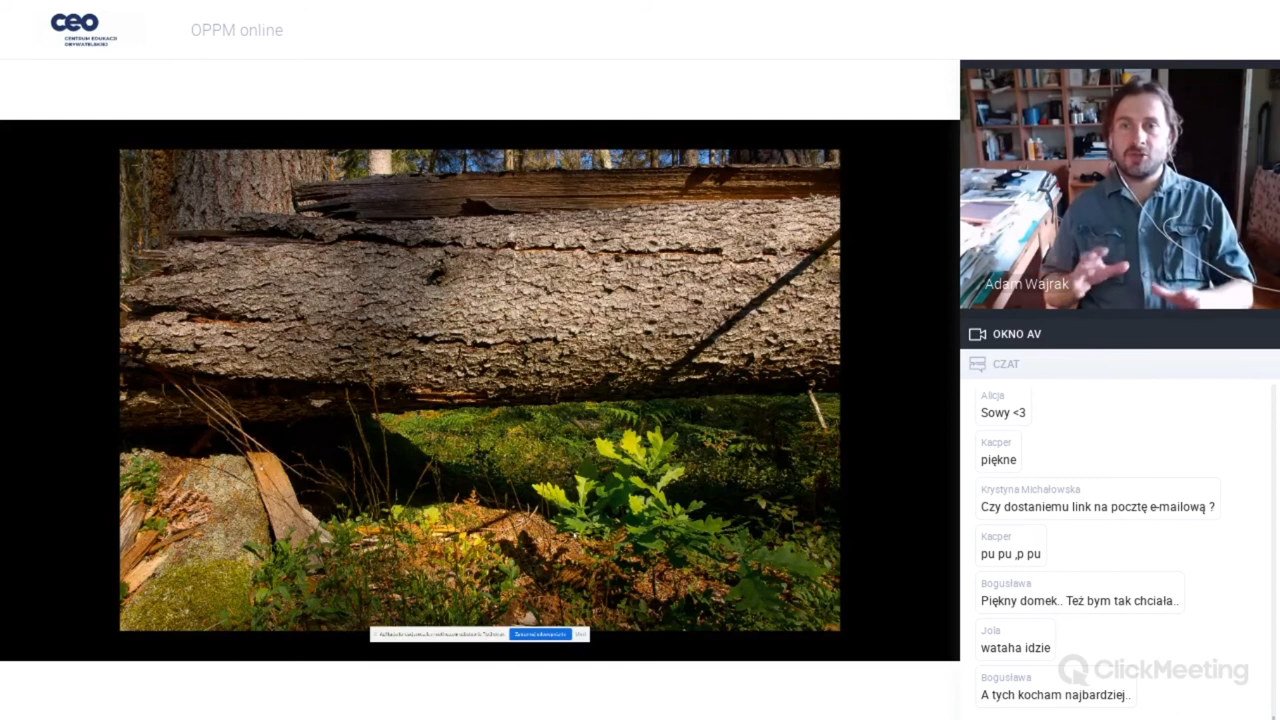 ceo
CENTRUM EDUKACJI
OBYWATELSKIEJ
OPPM online
Adam Wajrak
OKNO AV
CZAT
Alicja
Sowy <3
Kacper
piękne
Krystyna Michałowska
Czy dostaniemu link na pocztę e-mailową ?
Kacper
pu pu ,p pu
Bogusława
Piękny domek.. Też bym tak chciała..
Jola
wataha idzie
Bogusława
A tych kocham najbardziej..
ClickMeeting